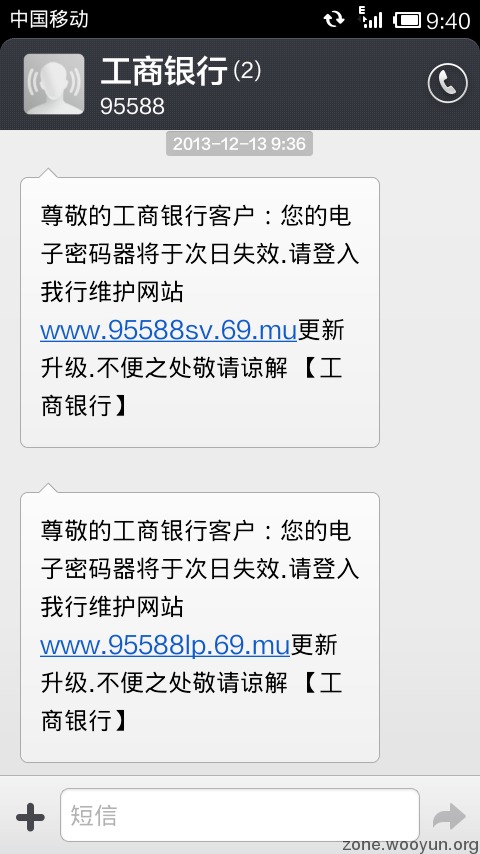 中国移动
E
9:40
工商银行(2)
95588
2013-12-13 9:36
尊敬的工商银行客户：您的电
子密码器将于次日失效.请登入
我行维护网站
www.95588sv.69.mu更新
升级.不便之处敬请谅解 【工
商银行】
尊敬的工商银行客户：您的电
子密码器将于次日失效.请登入
我行维护网站
www.95588lp.69.mu更新
升级.不便之处敬请谅解 【工
商银行】
短信
zone.wooyun.org